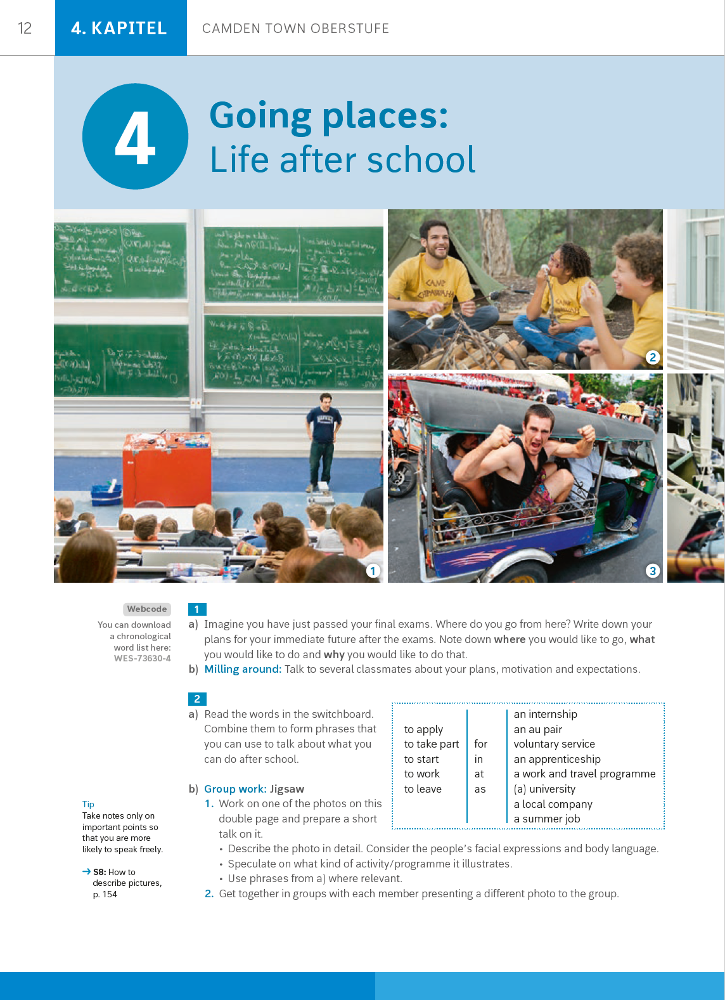 12
4. KAPITEL
CAMDEN TOWN OBERSTUFE
4
Going places:
Life after school
CAMP
CHIPAWAHA
CAMP
2
1
3
Webcode
You can download
a chronological
word list here:
WES-73630-4
1
a) Imagine you have just passed your final exams. Where do you go from here? Write down your
plans for your immediate future after the exams. Note down where you would like to go, what
you would like to do and why you would like to do that.
b) Milling around: Talk to several classmates about your plans, motivation and expectations.
2
a) Read the words in the switchboard.
Combine them to form phrases that
you can use to talk about what you
can do after school.
to apply
to take part
to start
to work
to leave
for
in
at
as
an internship
an au pair
voluntary service
an apprenticeship
a work and travel programme
(a) university
a local company
a summer job
b) Group work: Jigsaw
1. Work on one of the photos on this
double page and prepare a short
talk on it.
• Describe the photo in detail. Consider the people's facial expressions and body language.
• Speculate on what kind of activity/programme it illustrates.
• Use phrases from a) where relevant.
2. Get together in groups with each member presenting a different photo to the group.
Tip
Take notes only on
important points so
that you are more
likely to speak freely.
→ S8: How to
describe pictures,
p. 154